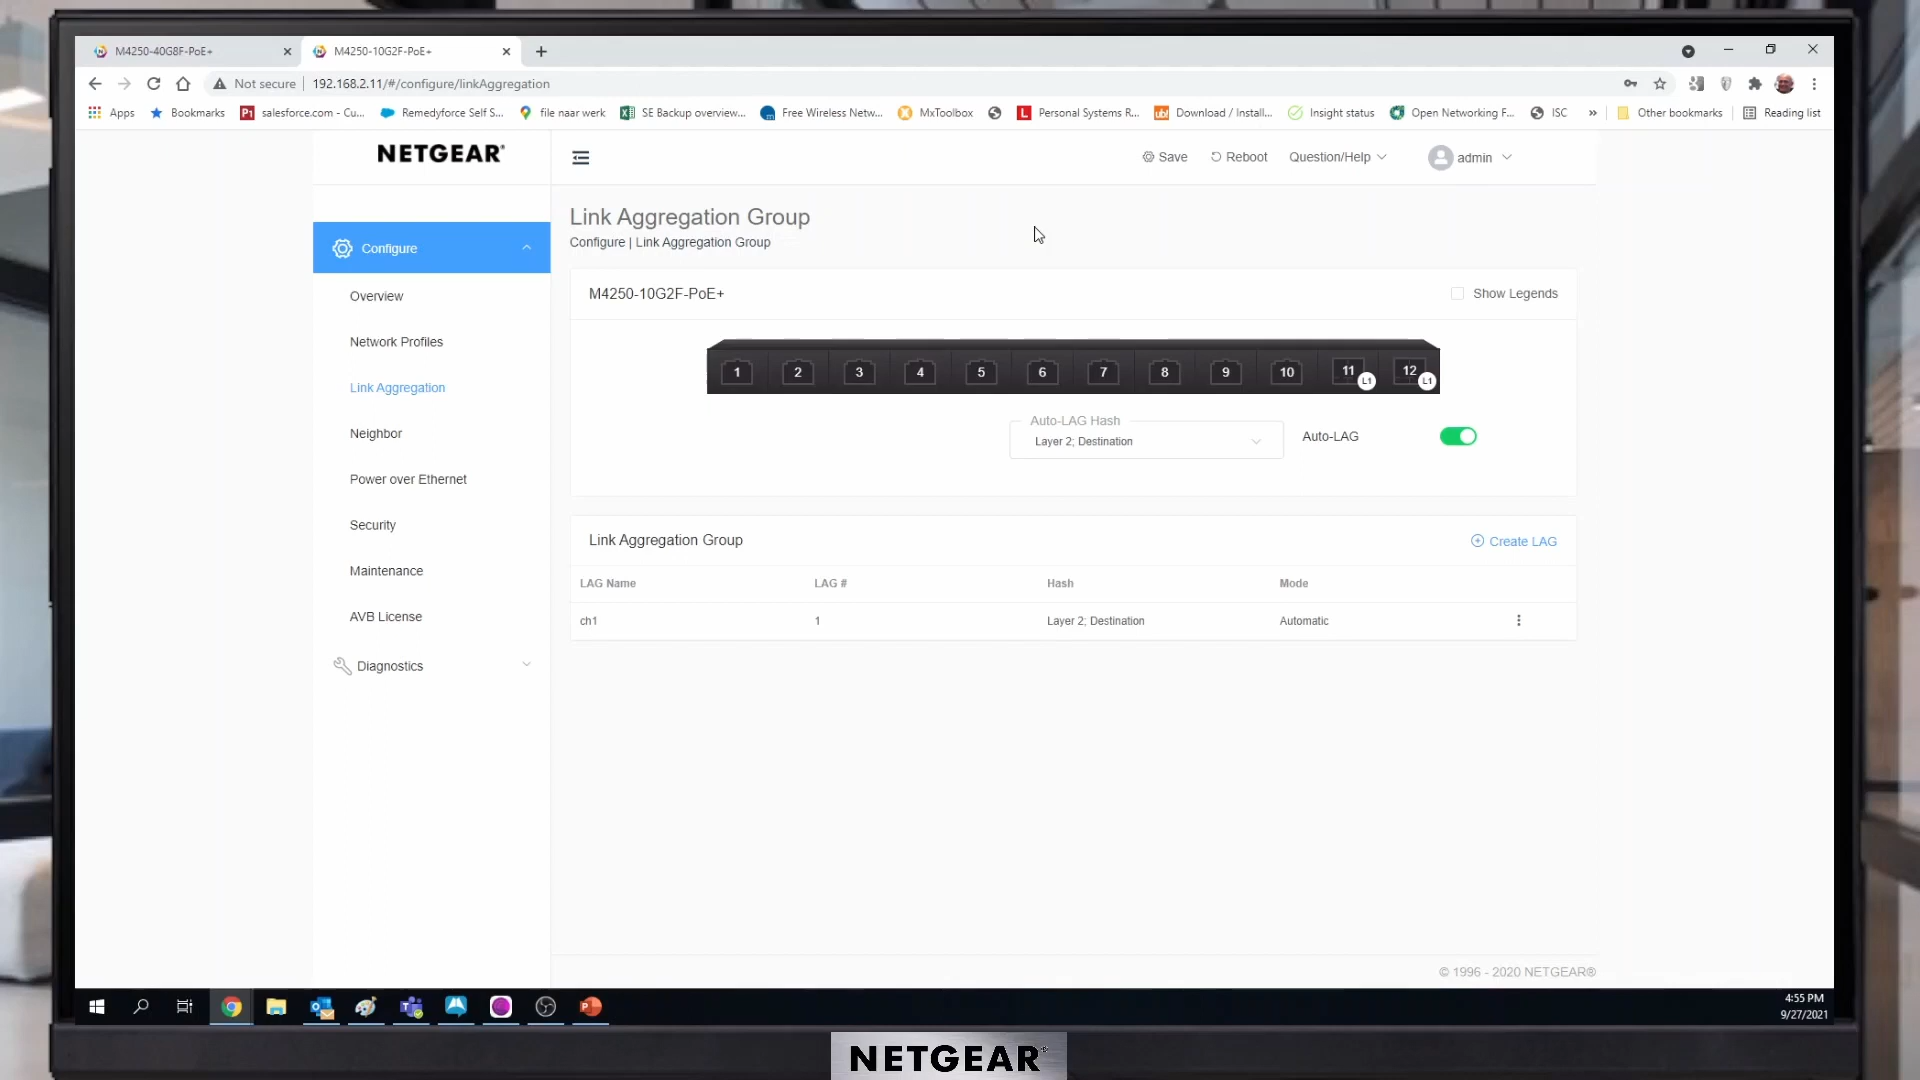 M4250-40G8F-PoE+
M4250-10G2F-PoE+
Not secure
192.168.2.11/#/configure/linkAggregation
Apps
Bookmarks
salesforce.com - Cu...
Remedyforce Self S...
file naar werk
SE Backup overview...
Free Wireless Netw...
MxToolbox
Personal Systems R...
Download / Install...
Insight status
Open Networking F...
ISC
»
Other bookmarks
Reading list
NETGEAR®
Save
Reboot
Question/Help
admin
Configure
Overview
Network Profiles
Link Aggregation
Neighbor
Power over Ethernet
Security
Maintenance
AVB License
Diagnostics
Link Aggregation Group
Configure | Link Aggregation Group
M4250-10G2F-PoE+
Show Legends
1 2 3 4 5 6 7 8 9 10 11 L1 12 L1
Auto-LAG Hash
Layer 2; Destination
Auto-LAG
Link Aggregation Group
Create LAG
LAG Name LAG # Hash Mode
ch1 1 Layer 2; Destination Automatic
© 1996 - 2020 NETGEAR®
4:55 PM
9/27/2021
NETGEAR®